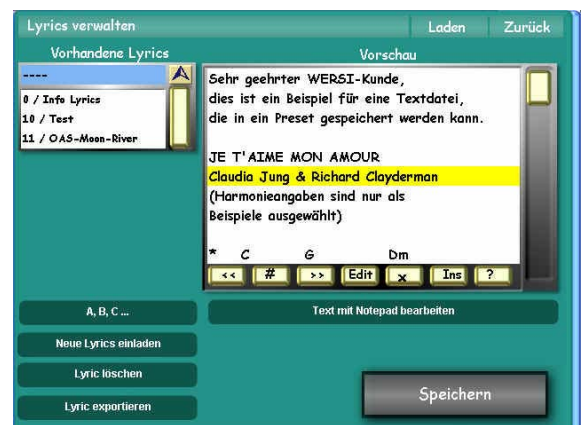 Lyrics verwalten
Laden
Zurück
Vorhandene Lyrics
----
0 / Info Lyrics
10 / Test
11 / OAS-Moon-River
Vorschau
Sehr geehrter WERSI-Kunde,
dies ist ein Beispiel für eine Textdatei,
die in ein Preset gespeichert werden kann.
JE T'AIME MON AMOUR
Claudia Jung & Richard Clayderman
(Harmonieangaben sind nur als
Beispiele ausgewählt)
* C G Dm
<< # >> Edit x Ins ?
A, B, C ...
Text mit Notepad bearbeiten
Neue Lyrics einladen
Lyric löschen
Lyric exportieren
Speichern